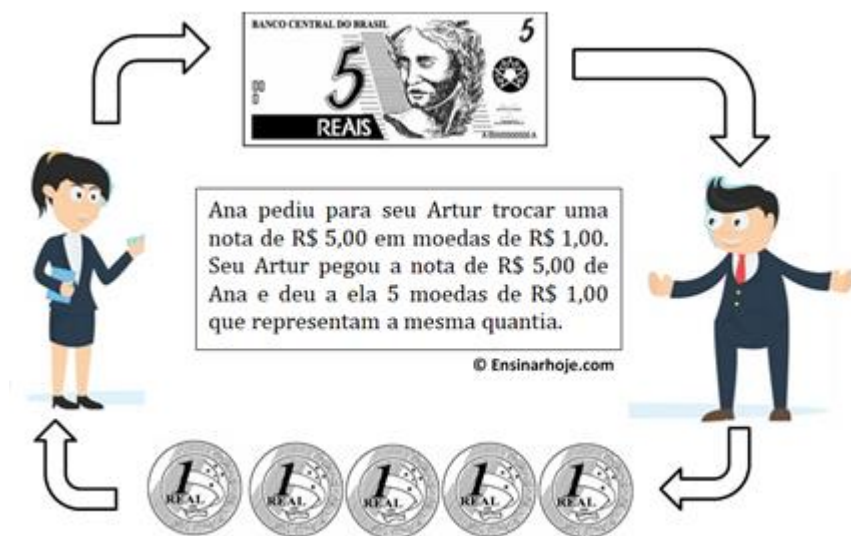 BANCO CENTRAL DO BRASIL
5
5
REAIS
Ana pediu para seu Artur trocar uma
nota de R$ 5,00 em moedas de R$ 1,00.
Seu Artur pegou a nota de R$ 5,00 de
Ana e deu a ela 5 moedas de R$ 1,00
que representam a mesma quantia.
© Ensinarhoje.com
1 1 1 1 1
REAL REAL REAL REAL REAL